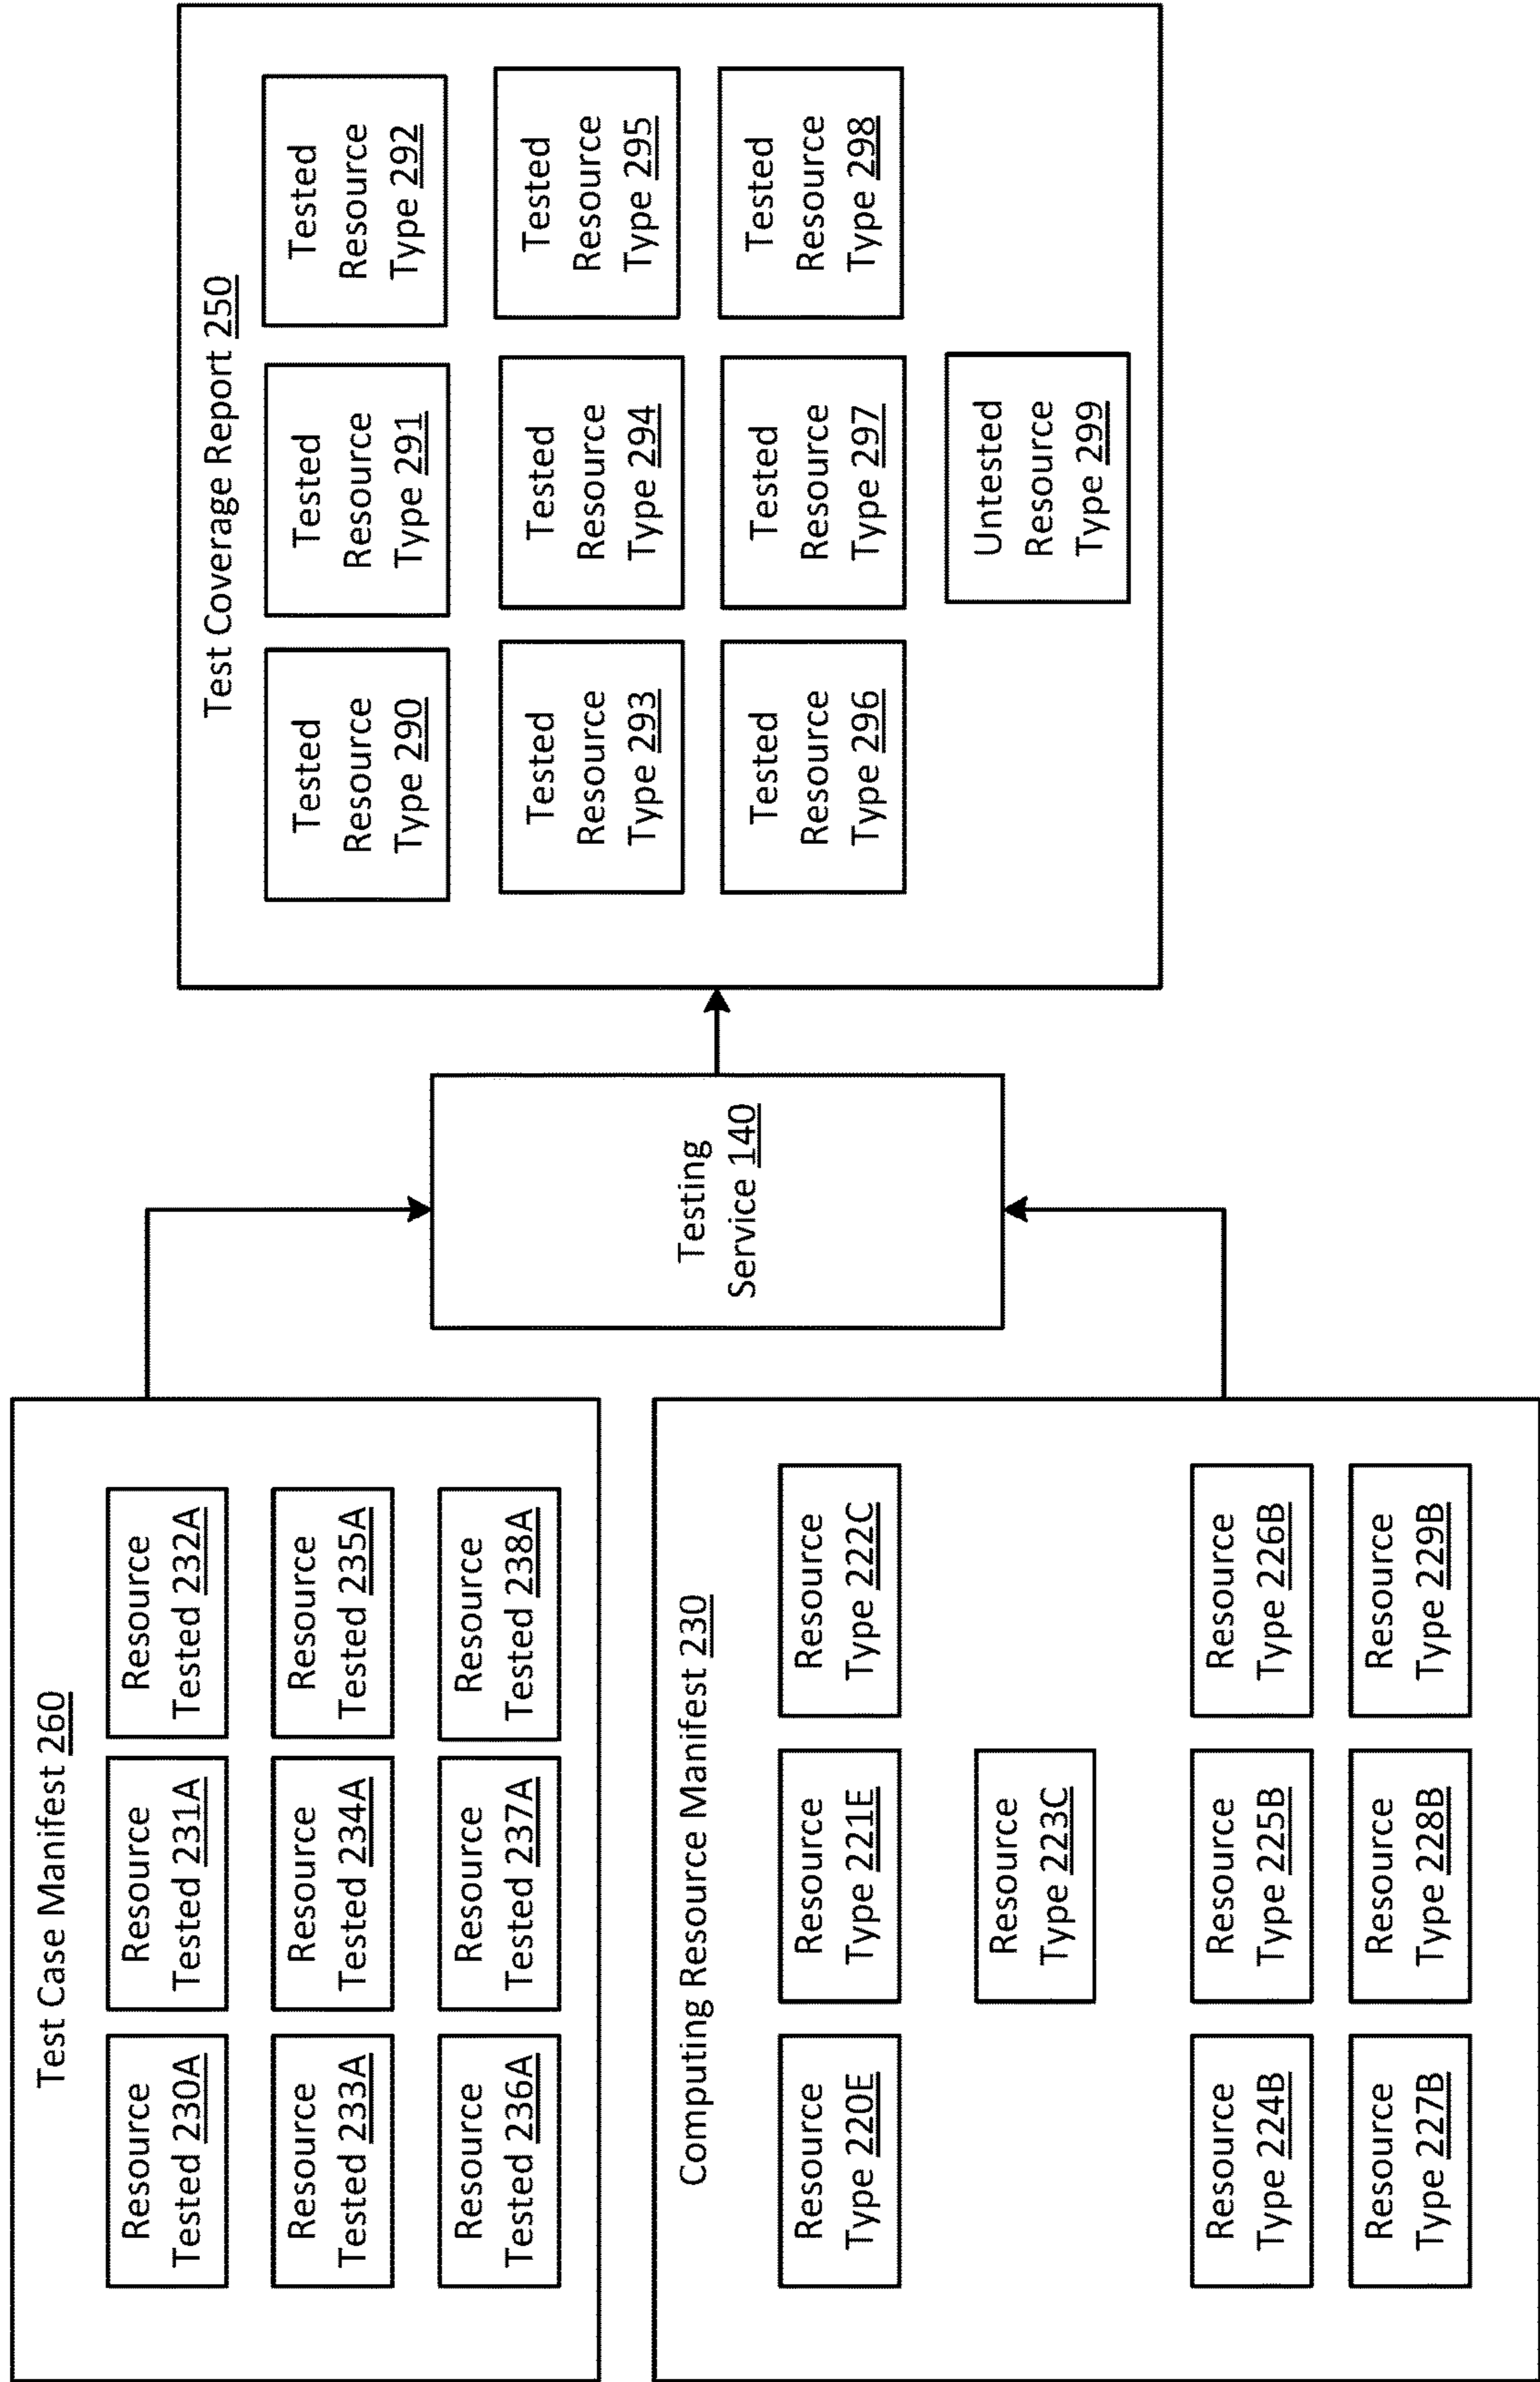 Test Case Manifest 260
Resource
Tested 230A
Resource
Tested 231A
Resource
Tested 232A
Resource
Tested 233A
Resource
Tested 234A
Resource
Tested 235A
Resource
Tested 236A
Resource
Tested 237A
Resource
Tested 238A
Computing Resource Manifest 230
Resource
Type 220E
Resource
Type 221E
Resource
Type 222C
Resource
Type 223C
Resource
Type 224B
Resource
Type 225B
Resource
Type 226B
Resource
Type 227B
Resource
Type 228B
Resource
Type 229B
Testing
Service 140
Test Coverage Report 250
Tested
Resource
Type 290
Tested
Resource
Type 291
Tested
Resource
Type 292
Tested
Resource
Type 293
Tested
Resource
Type 294
Tested
Resource
Type 295
Tested
Resource
Type 296
Tested
Resource
Type 297
Tested
Resource
Type 298
Untested
Resource
Type 299